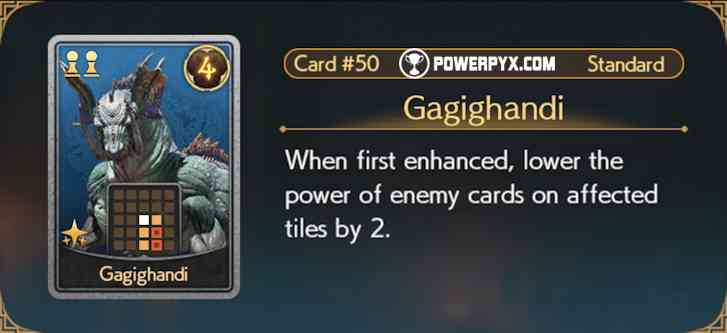 4
Gagighandi
Card #50 POWERPYX.COM Standard
Gagighandi
When first enhanced, lower the
power of enemy cards on affected
tiles by 2.